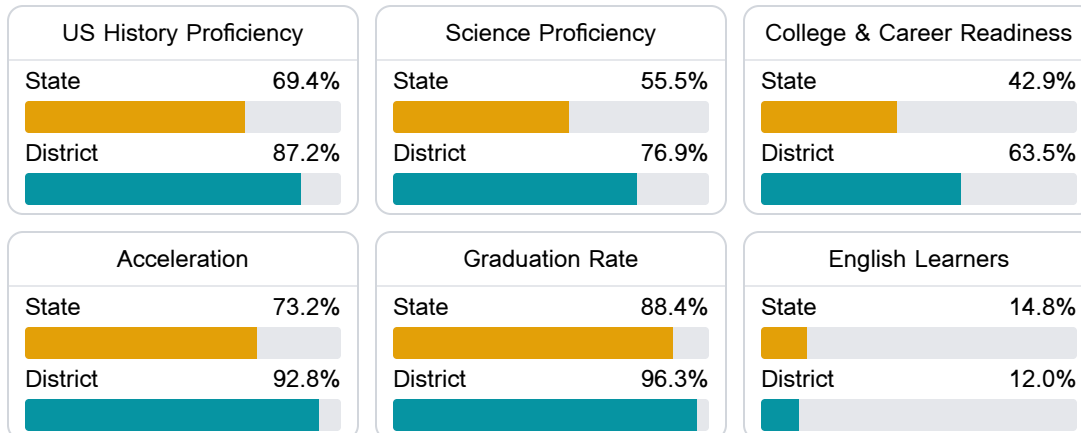 US History Proficiency
State 69.4%
District 87.2%
Science Proficiency
State 55.5%
District 76.9%
College & Career Readiness
State 42.9%
District 63.5%
Acceleration
State 73.2%
District 92.8%
Graduation Rate
State 88.4%
District 96.3%
English Learners
State 14.8%
District 12.0%